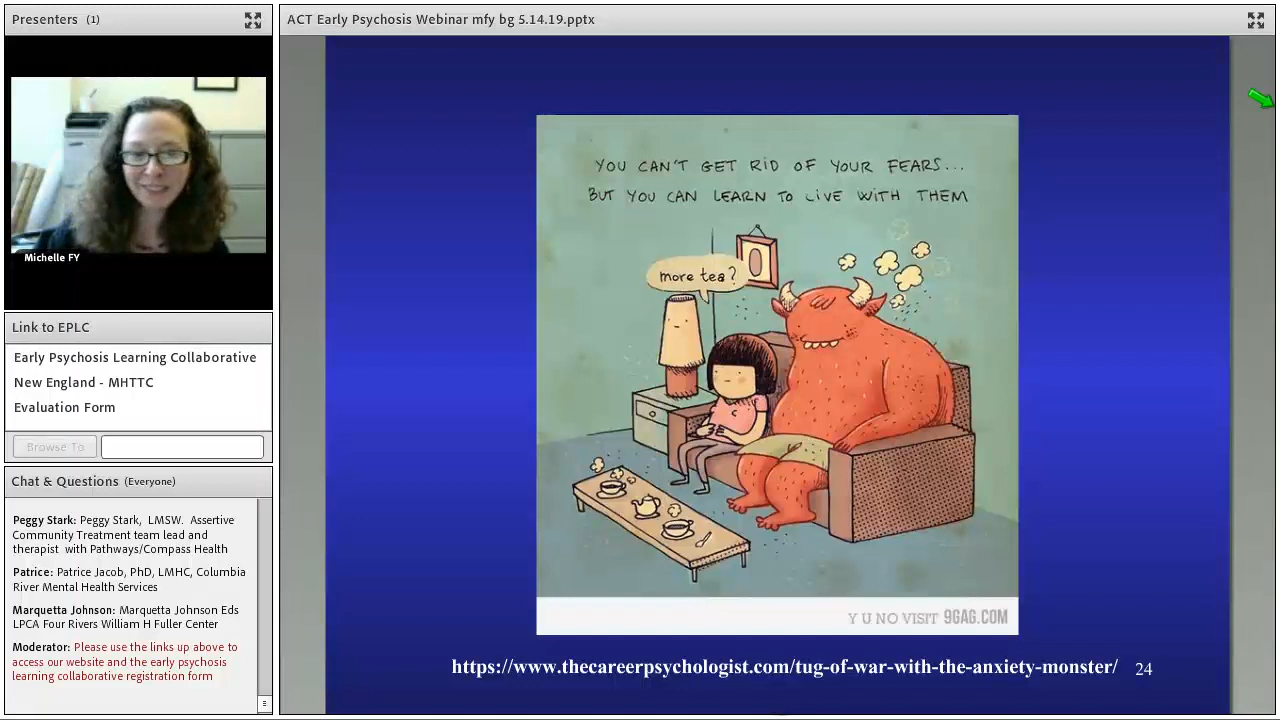 Presenters (1)
ACT Early Psychosis Webinar mfy bg 5.14.19.pptx
Michelle FY
Link to EPLC
Early Psychosis Learning Collaborative
New England - MHTTC
Evaluation Form
Browse To
Chat & Questions (Everyone)
Peggy Stark: Peggy Stark, LMSW. Assertive
Community Treatment team lead and
therapist with Pathways/Compass Health
Patrice: Patrice Jacob, PhD, LMHC, Columbia
River Mental Health Services
Marquetta Johnson: Marquetta Johnson Eds
LPCA Four Rivers William H Fuller Center
Moderator: Please use the links up above to
access our website and the early psychosis
learning collaborative registration form
YOU CAN'T GET RID OF YOUR FEARS...
BUT YOU CAN LEARN TO LIVE WITH THEM
more tea?
Y U NO VISIT 9GAG.COM
https://www.thecareerpsychologist.com/tug-of-war-with-the-anxiety-monster/ 24